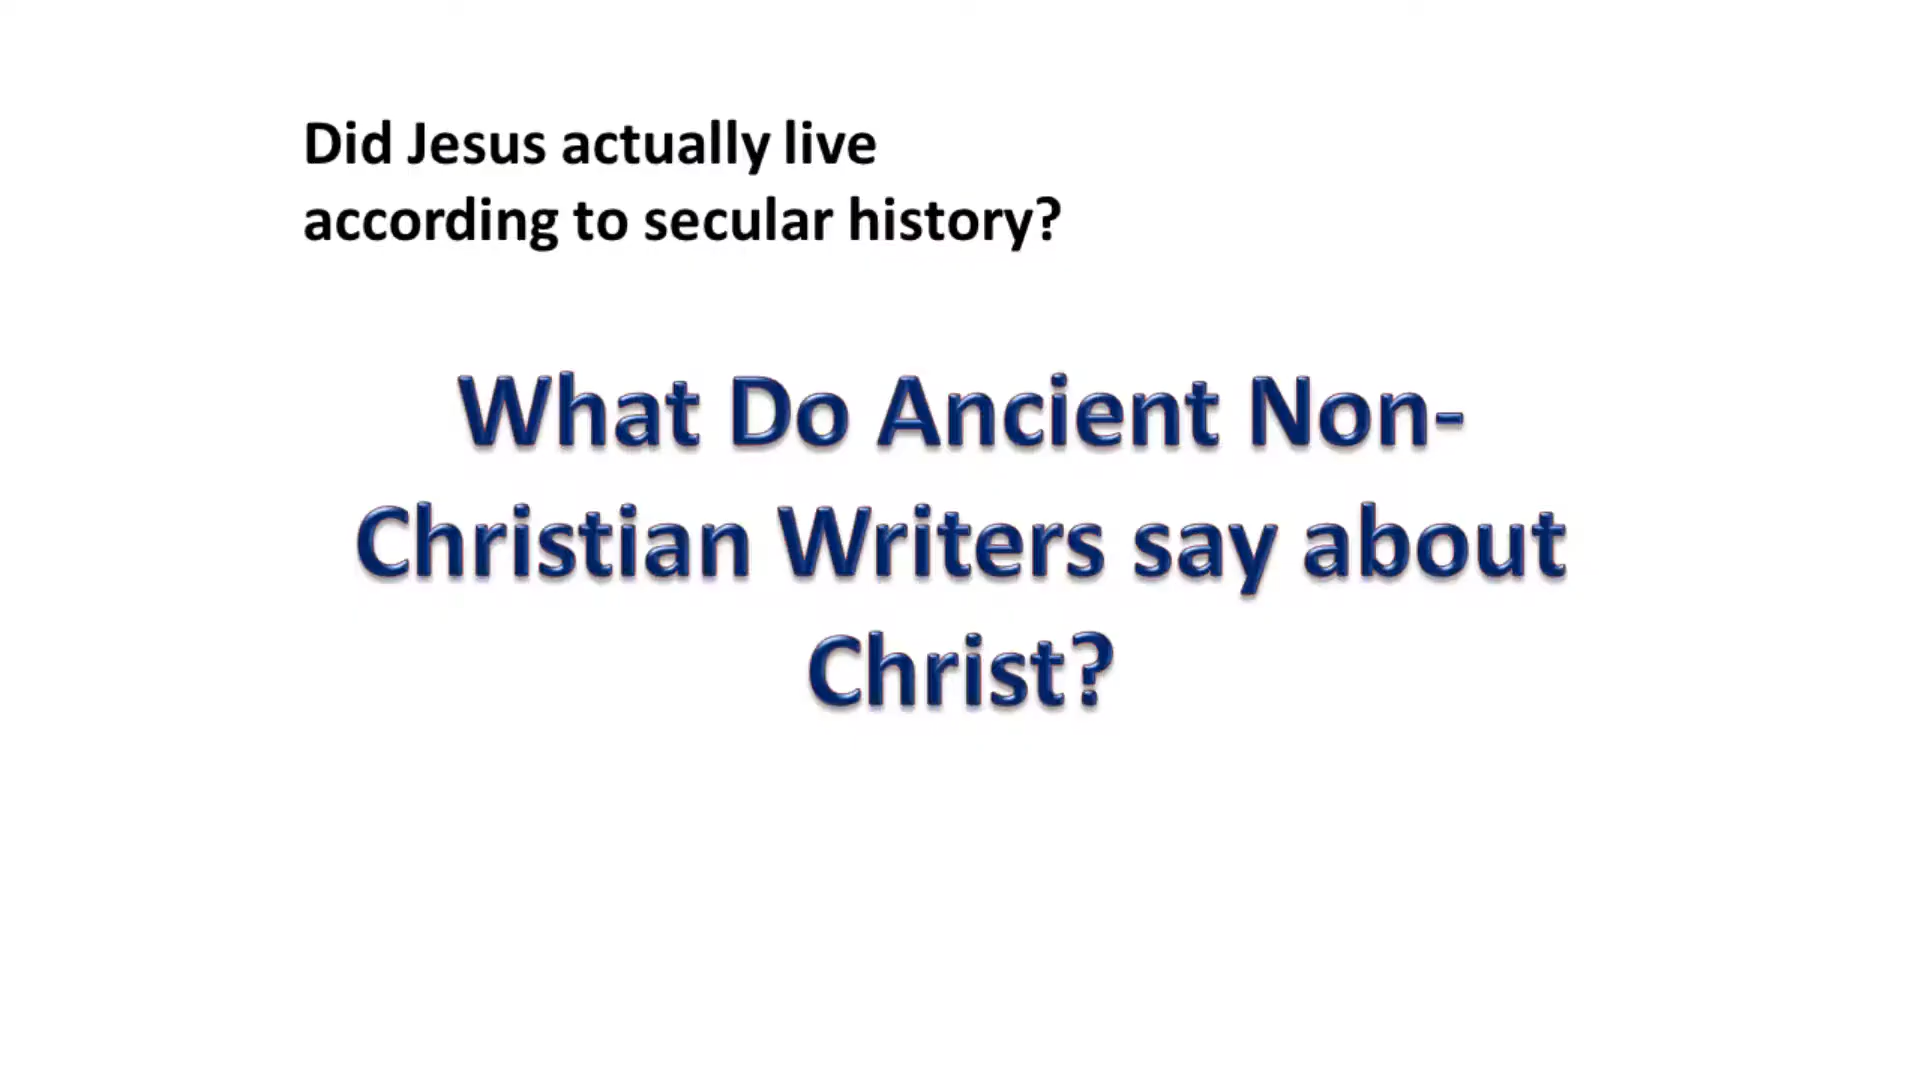 Did Jesus actually live
according to secular history?
What Do Ancient Non-
Christian Writers say about
Christ?